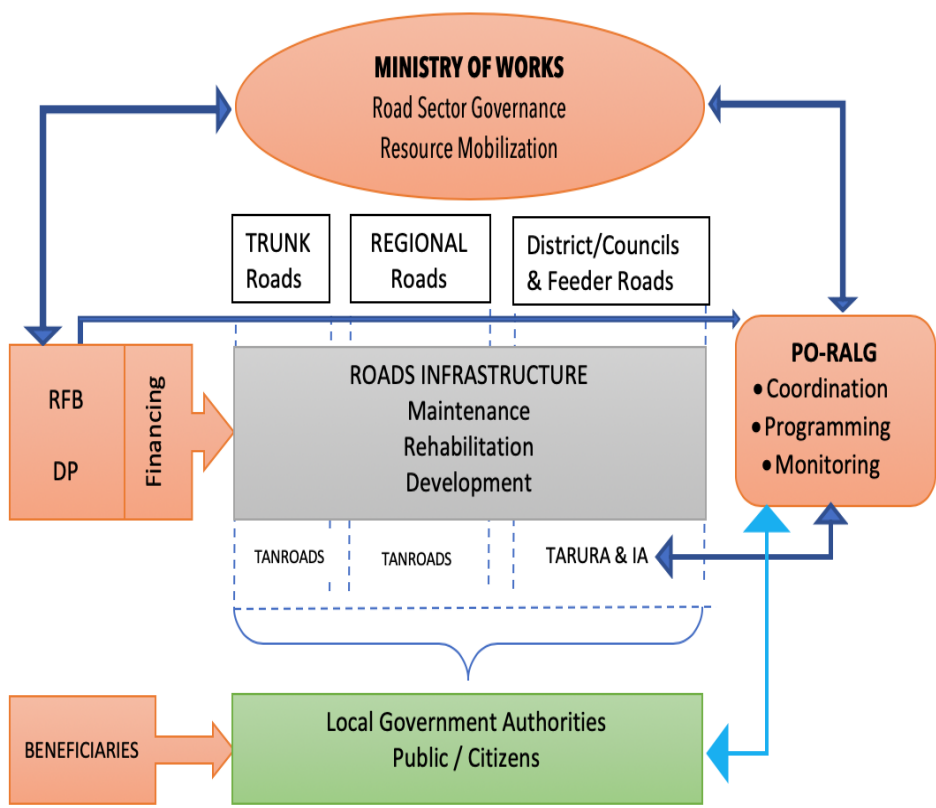 MINISTRY OF WORKS
Road Sector Governance
Resource Mobilization
TRUNK
Roads
REGIONAL
Roads
District/Councils
& Feeder Roads
RFB
DP
Financing
ROADS INFRASTRUCTURE
Maintenance
Rehabilitation
Development
PO-RALG
• Coordination
• Programming
• Monitoring
TANROADS
TANROADS
TARURA & IA
BENEFICIARIES
Local Government Authorities
Public / Citizens